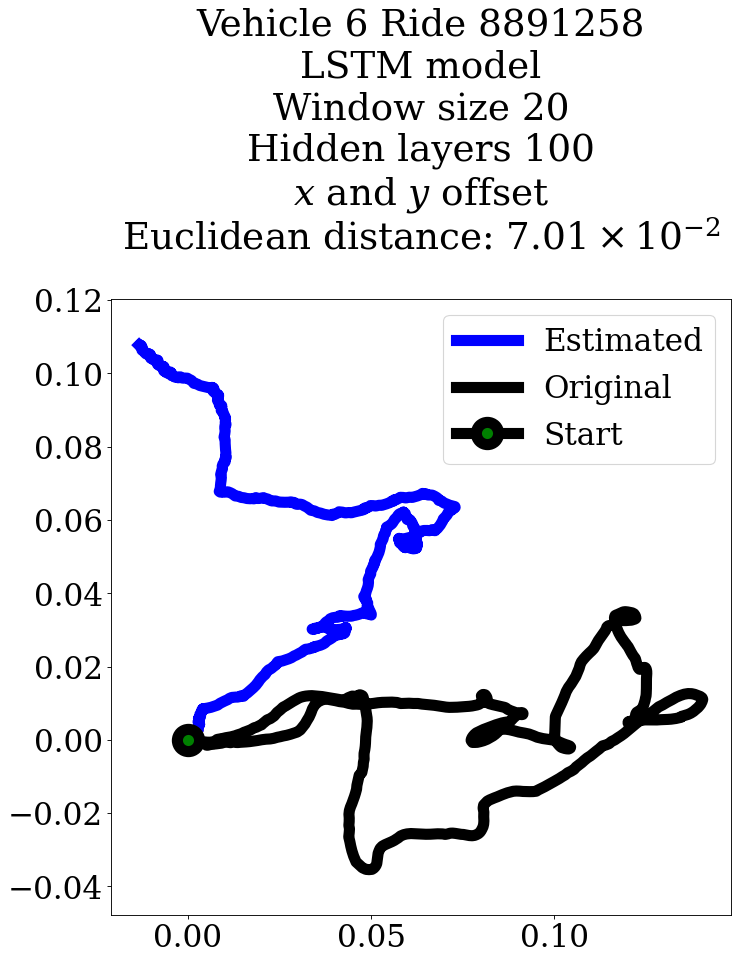 Vehicle 6 Ride 8891258
LSTM model
Window size 20
Hidden layers 100
x and y offset
Euclidean distance: 7.01 × 10⁻²
0.12
0.10
0.08
0.06
0.04
0.02
0.00
−0.02
−0.04
Estimated
Original
Start
0.00 0.05 0.10